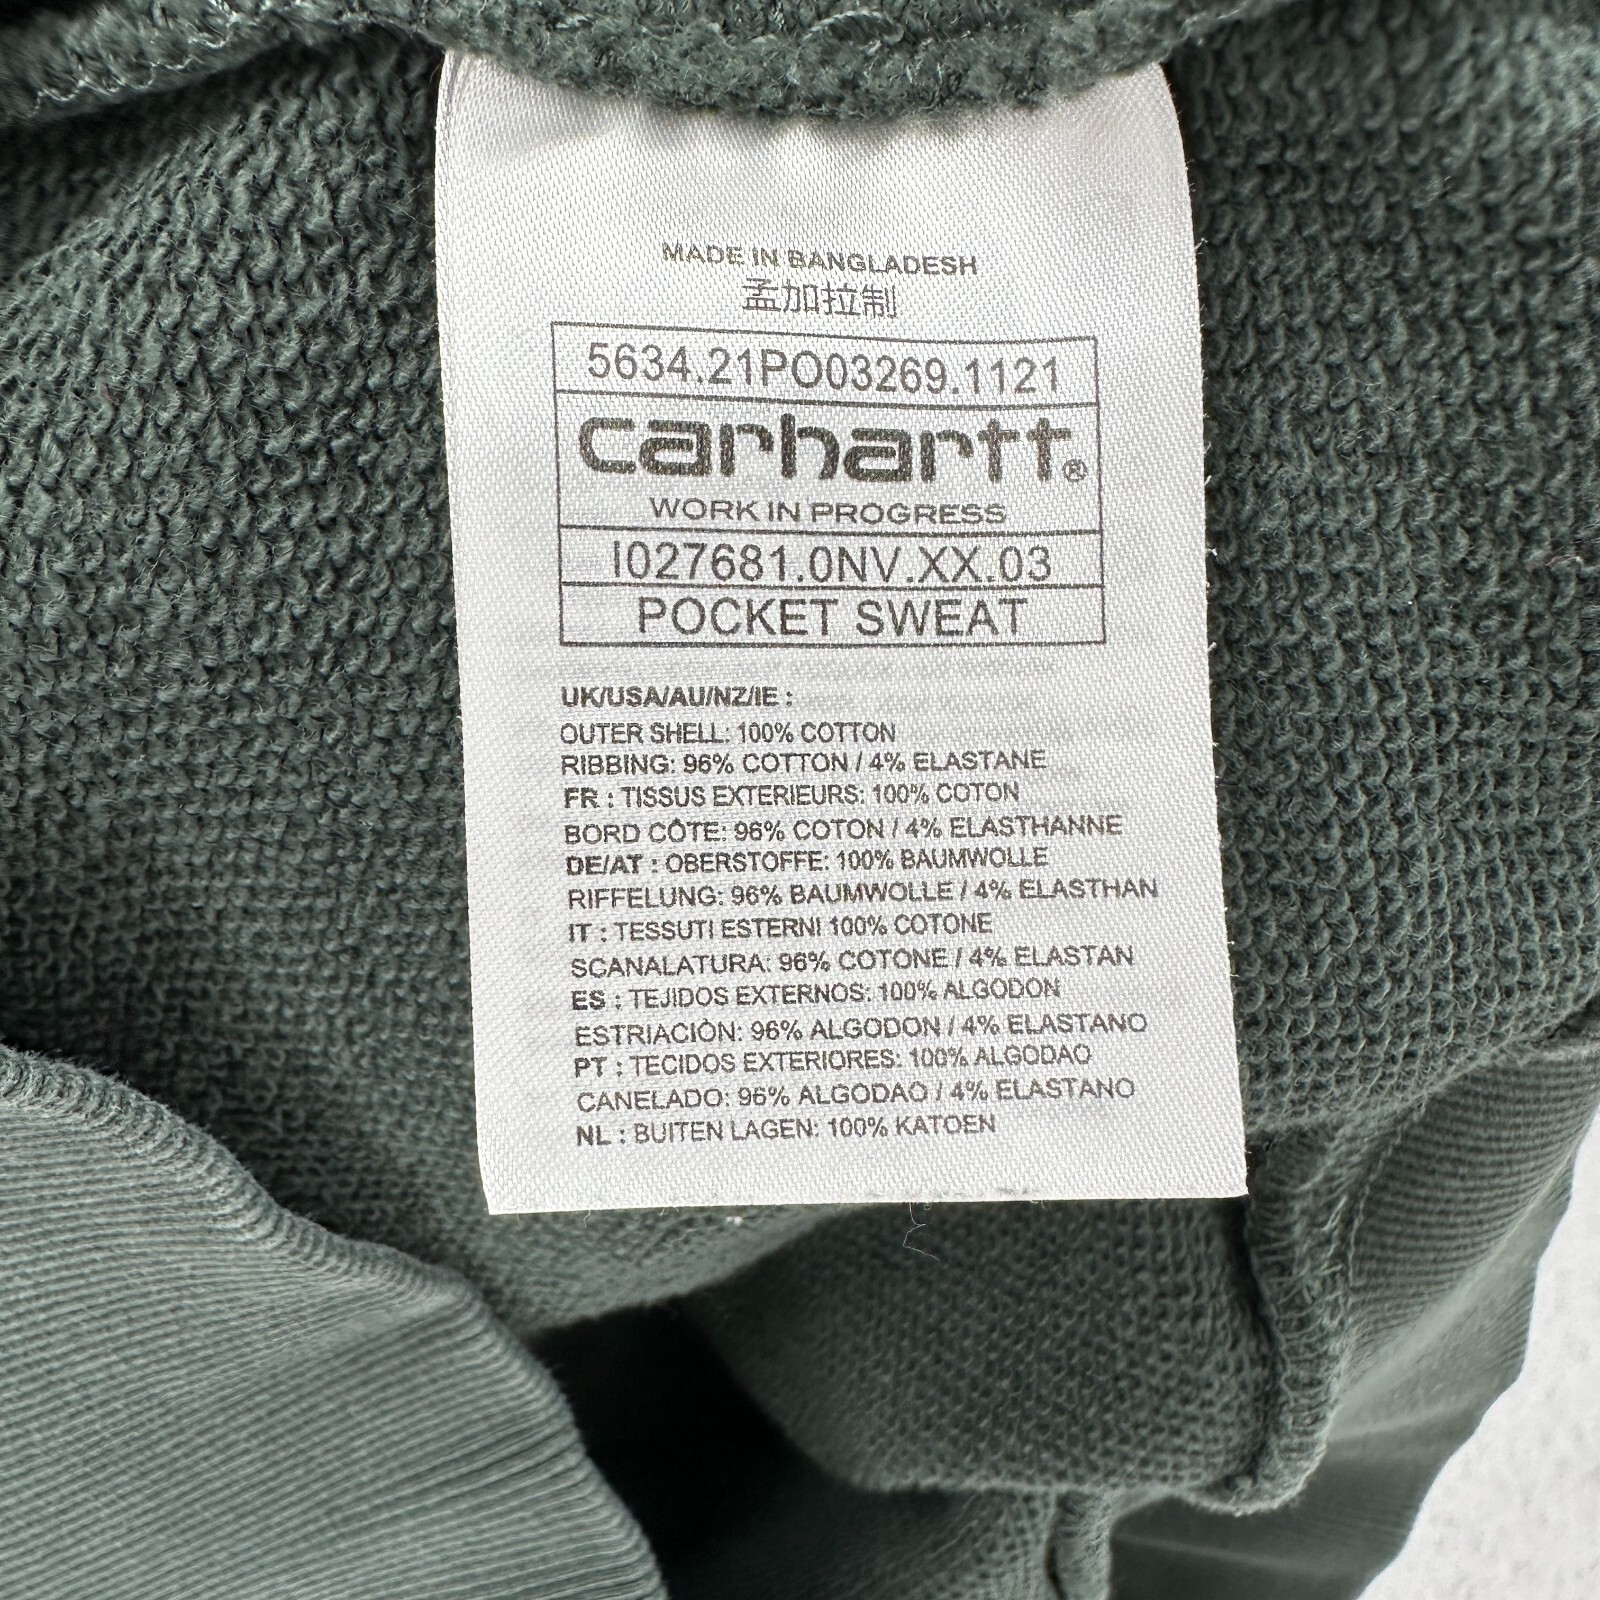 MADE IN BANGLADESH
孟加拉制
5634.21PO03269.1121
carhartt®
WORK IN PROGRESS
I027681.0NV.XX.03
POCKET SWEAT
UK/USA/AU/NZ/IE :
OUTER SHELL: 100% COTTON
RIBBING: 96% COTTON / 4% ELASTANE
FR : TISSUS EXTERIEURS: 100% COTON
BORD CÔTE: 96% COTON / 4% ELASTHANNE
DE/AT : OBERSTOFFE: 100% BAUMWOLLE
RIFFELUNG: 96% BAUMWOLLE / 4% ELASTHAN
IT : TESSUTI ESTERNI 100% COTONE
SCANALATURA: 96% COTONE / 4% ELASTAN
ES : TEJIDOS EXTERNOS: 100% ALGODON
ESTRIACIÒN: 96% ALGODON / 4% ELASTANO
PT : TECIDOS EXTERIORES: 100% ALGODAO
CANELADO: 96% ALGODAO / 4% ELASTANO
NL : BUITEN LAGEN: 100% KATOEN